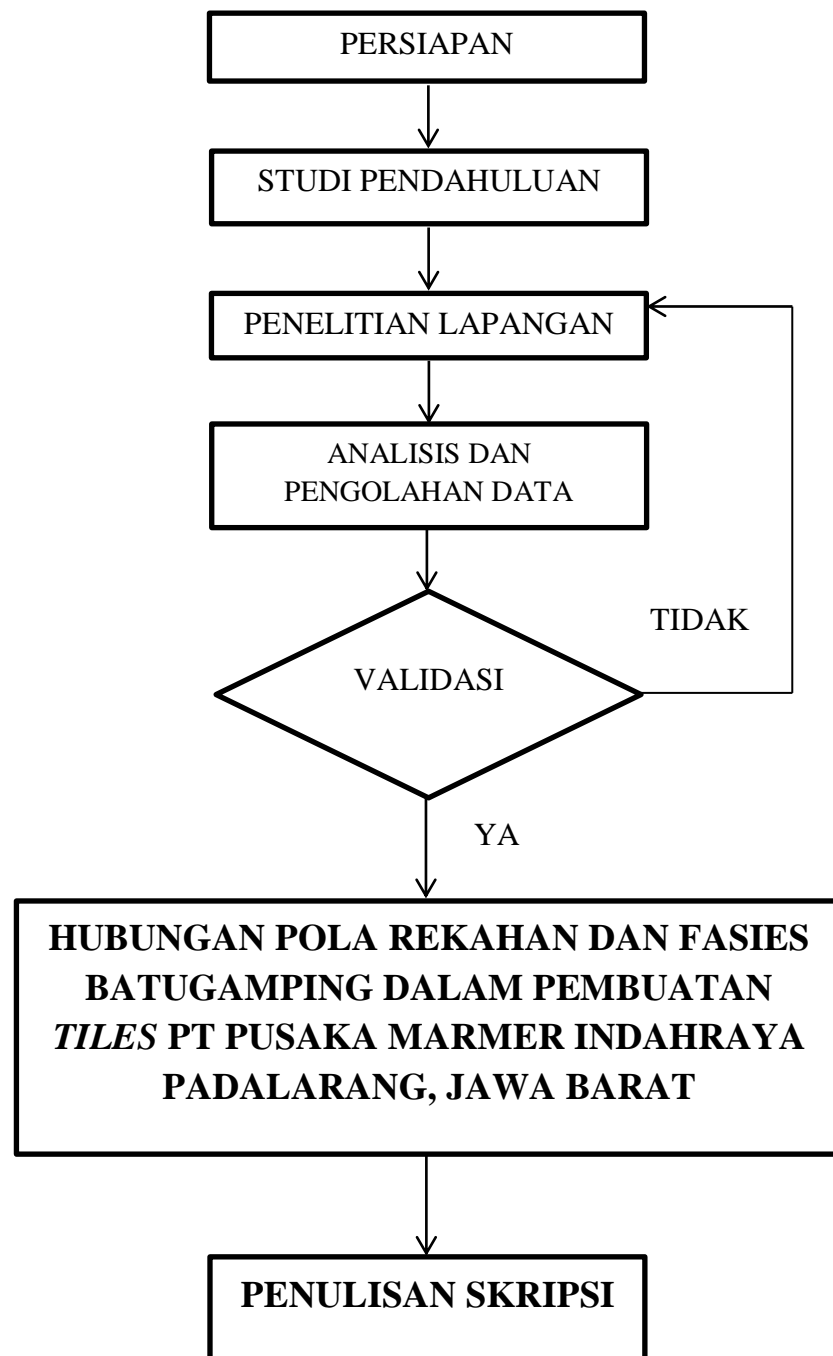 PERSIAPAN
STUDI PENDAHULUAN
PENELITIAN LAPANGAN
ANALISIS DAN
PENGOLAHAN DATA
TIDAK
VALIDASI
YA
HUBUNGAN POLA REKAHAN DAN FASIES
BATUGAMPING DALAM PEMBUATAN
TILES PT PUSAKA MARMER INDAHRAYA
PADALARANG, JAWA BARAT
PENULISAN SKRIPSI